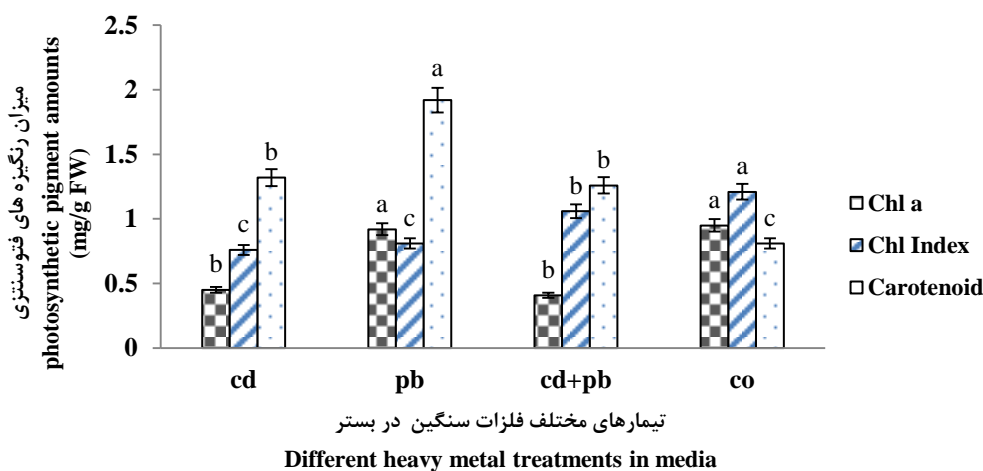 میزان رنگیزه های فتوسنتزی
photosynthetic pigment amounts
(mg/g FW)
2.5
2
1.5
1
0.5
0
b
c
b
a
c
a
b
b
b
a
a
c
cd
pb
cd+pb
co
تیمارهای مختلف فلزات سنگین در بستر
Different heavy metal treatments in media
Chl a
Chl Index
Carotenoid